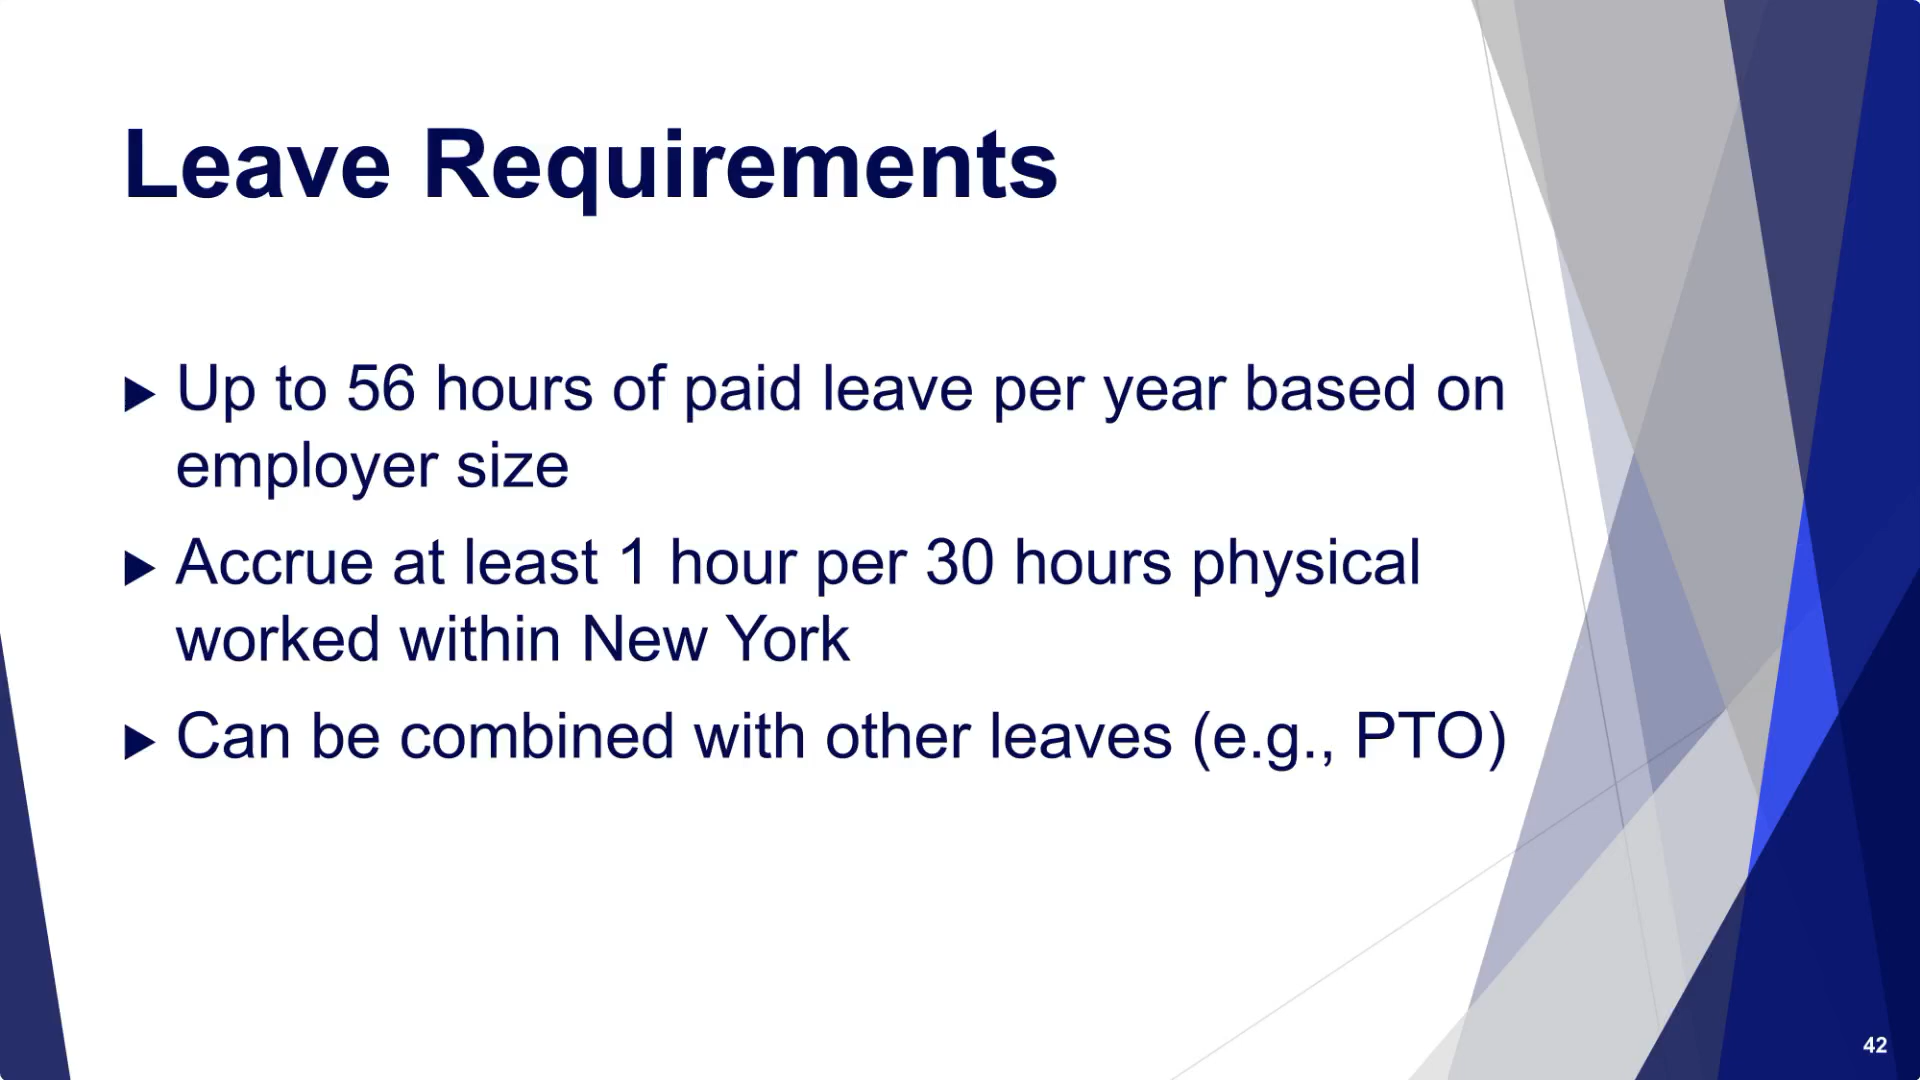 Leave Requirements
▶ Up to 56 hours of paid leave per year based on
employer size
▶ Accrue at least 1 hour per 30 hours physical
worked within New York
▶ Can be combined with other leaves (e.g., PTO)
42